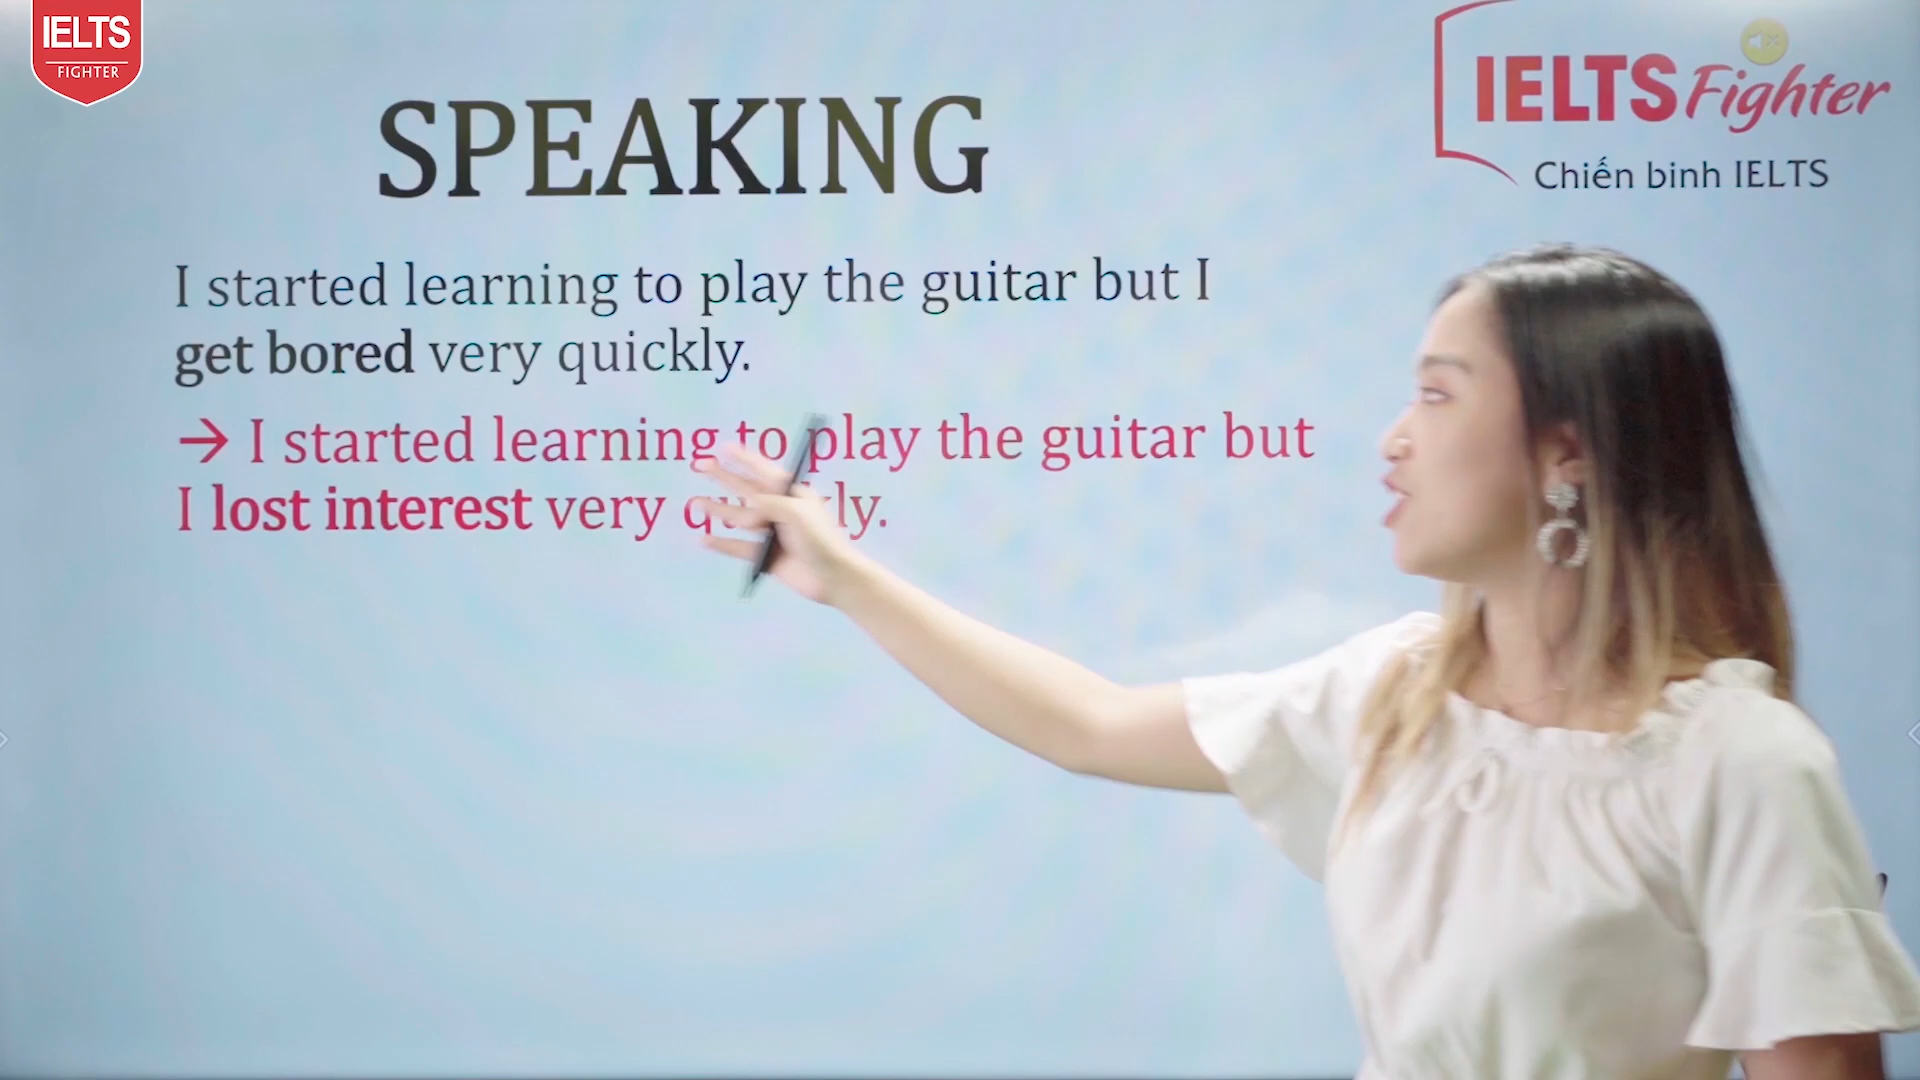 IELTS
FIGHTER
IELTS Fighter
Chiến binh IELTS
SPEAKING
I started learning to play the guitar but I
get bored very quickly.
→ I started learning to play the guitar but
I lost interest very